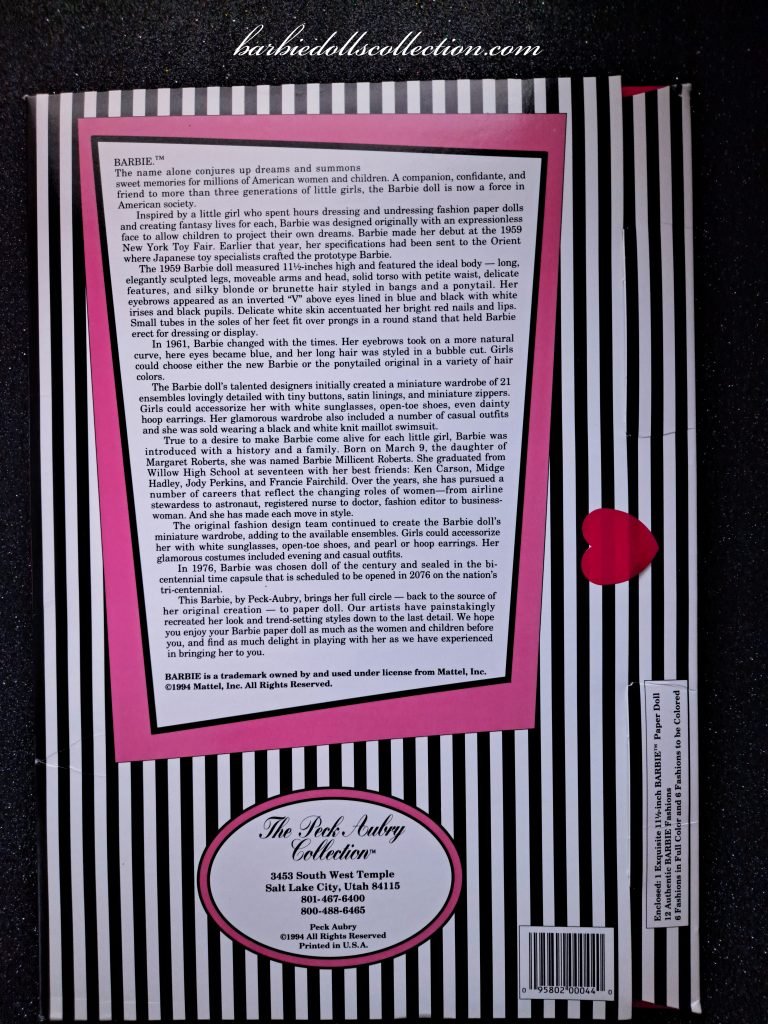 barbiedollscollection.com
BARBIE.™
The name alone conjures up dreams and summons
sweet memories for millions of American women and children. A companion, confidante, and
friend to more than three generations of little girls, the Barbie doll is now a force in
American society.
Inspired by a little girl who spent hours dressing and undressing fashion paper dolls
and creating fantasy lives for each, Barbie was designed originally with an expressionless
face to allow children to project their own dreams. Barbie made her debut at the 1959
New York Toy Fair. Earlier that year, her specifications had been sent to the Orient
where Japanese toy specialists crafted the prototype Barbie.
The 1959 Barbie doll measured 11½-inches high and featured the ideal body — long,
elegantly sculpted legs, moveable arms and head, solid torso with petite waist, delicate
features, and silky blonde or brunette hair styled in bangs and a ponytail. Her
eyebrows appeared as an inverted “V” above eyes lined in blue and black with white
irises and black pupils. Delicate white skin accentuated her bright red nails and lips.
Small tubes in the soles of her feet fit over prongs in a round stand that held Barbie
erect for dressing or display.
In 1961, Barbie changed with the times. Her eyebrows took on a more natural
curve, here eyes became blue, and her long hair was styled in a bubble cut. Girls
could choose either the new Barbie or the ponytailed original in a variety of hair
colors.
The Barbie doll's talented designers initially created a miniature wardrobe of 21
ensembles lovingly detailed with tiny buttons, satin linings, and miniature zippers.
Girls could accessorize her with white sunglasses, open-toe shoes, even dainty
hoop earrings. Her glamorous wardrobe also included a number of casual outfits
and she was sold wearing a black and white knit maillot swimsuit.
True to a desire to make Barbie come alive for each little girl, Barbie was
introduced with a history and a family. Born on March 9, the daughter of
Margaret Roberts, she was named Barbie Millicent Roberts. She graduated from
Willow High School at seventeen with her best friends: Ken Carson, Midge
Hadley, Jody Perkins, and Francie Fairchild. Over the years, she has pursued a
number of careers that reflect the changing roles of women—from airline
stewardess to astronaut, registered nurse to doctor, fashion editor to business-
woman. And she has made each move in style.
The original fashion design team continued to create the Barbie doll's
miniature wardrobe, adding to the available ensembles. Girls could accessorize
her with white sunglasses, open-toe shoes, and pearl or hoop earrings. Her
glamorous costumes included evening and casual outfits.
In 1976, Barbie was chosen doll of the century and sealed in the bi-
centennial time capsule that is scheduled to be opened in 2076 on the nation's
tri-centennial.
This Barbie, by Peck-Aubry, brings her full circle — back to the source of
her original creation — to paper doll. Our artists have painstakingly
recreated her look and trend-setting styles down to the last detail. We hope
you enjoy your Barbie paper doll as much as the women and children before
you, and find as much delight in playing with her as we have experienced
in bringing her to you.
BARBIE is a trademark owned by and used under license from Mattel, Inc.
©1994 Mattel, Inc. All Rights Reserved.
The Peck Aubry
Collection™
3453 South West Temple
Salt Lake City, Utah 84115
801-467-6400
800-488-6465
Peck Aubry
©1994 All Rights Reserved
Printed in U.S.A.
Enclosed: 1 Exquisite 11½-inch BARBIE™ Paper Doll
12 Authentic BARBIE Fashions
6 Fashions in Full Color and 6 Fashions to be Colored
0 95802 00044 0